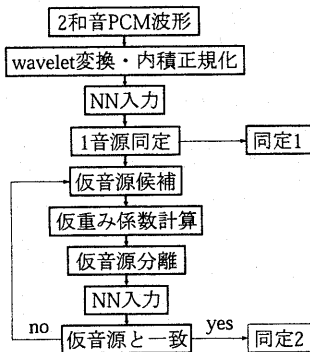 2和音PCM波形
wavelet変換・内積正規化
NN入力
1音源同定
同定1
仮音源候補
仮重み係数計算
仮音源分離
NN入力
no
仮音源と一致
yes
同定2